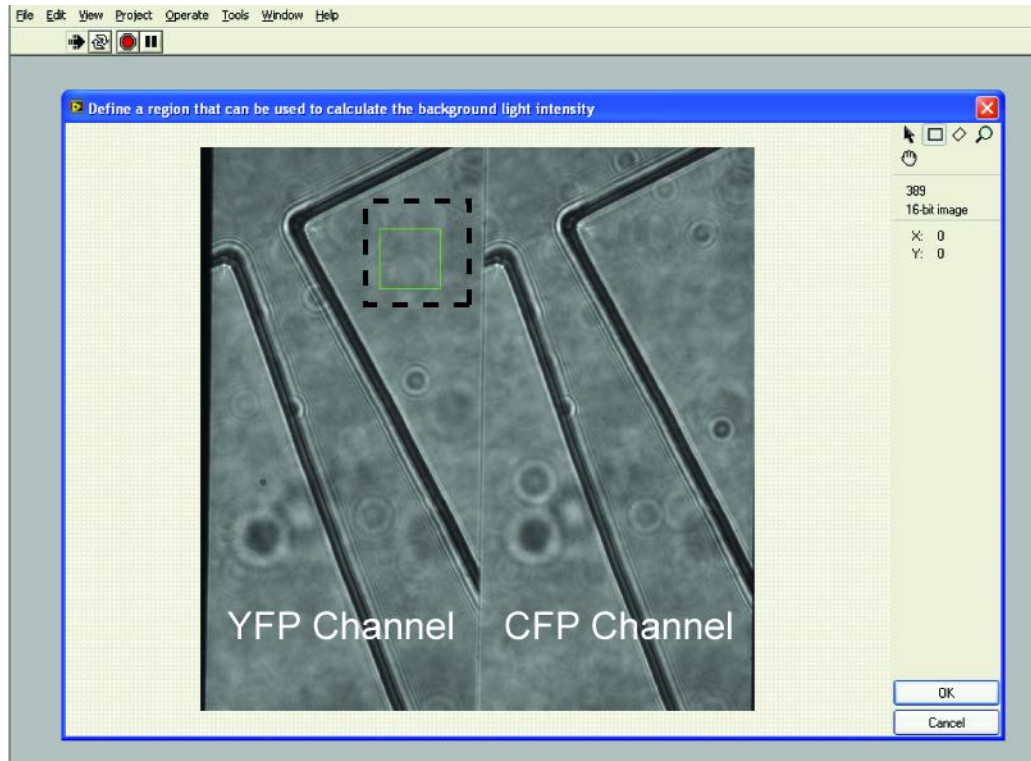 File Edit View Project Operate Tools Window Help
Define a region that can be used to calculate the background light intensity
389
16-bit image
X: 0
Y: 0
YFP Channel CFP Channel
OK
Cancel